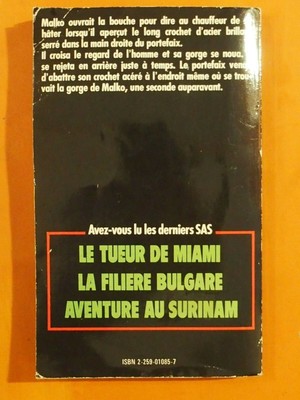 Malko ouvrait la bouche pour dire au chauffeur de
hâter lorsqu'il aperçut le long crochet d'acier
serré dans la main droite du portefaix.
Il croisa le regard de l'homme et sa gorge se noua.
se rejeta en arrière juste à temps. Le portefaix
d'abattre son crochet acéré à l'endroit même où se
vait la gorge de Malko, une seconde auparavant.
Avez-vous lu les derniers SAS
LE TUEUR DE MIAMI
LA FILIERE BULGARE
AVENTURE AU SURINAM
ISBN 2-259-01085-7